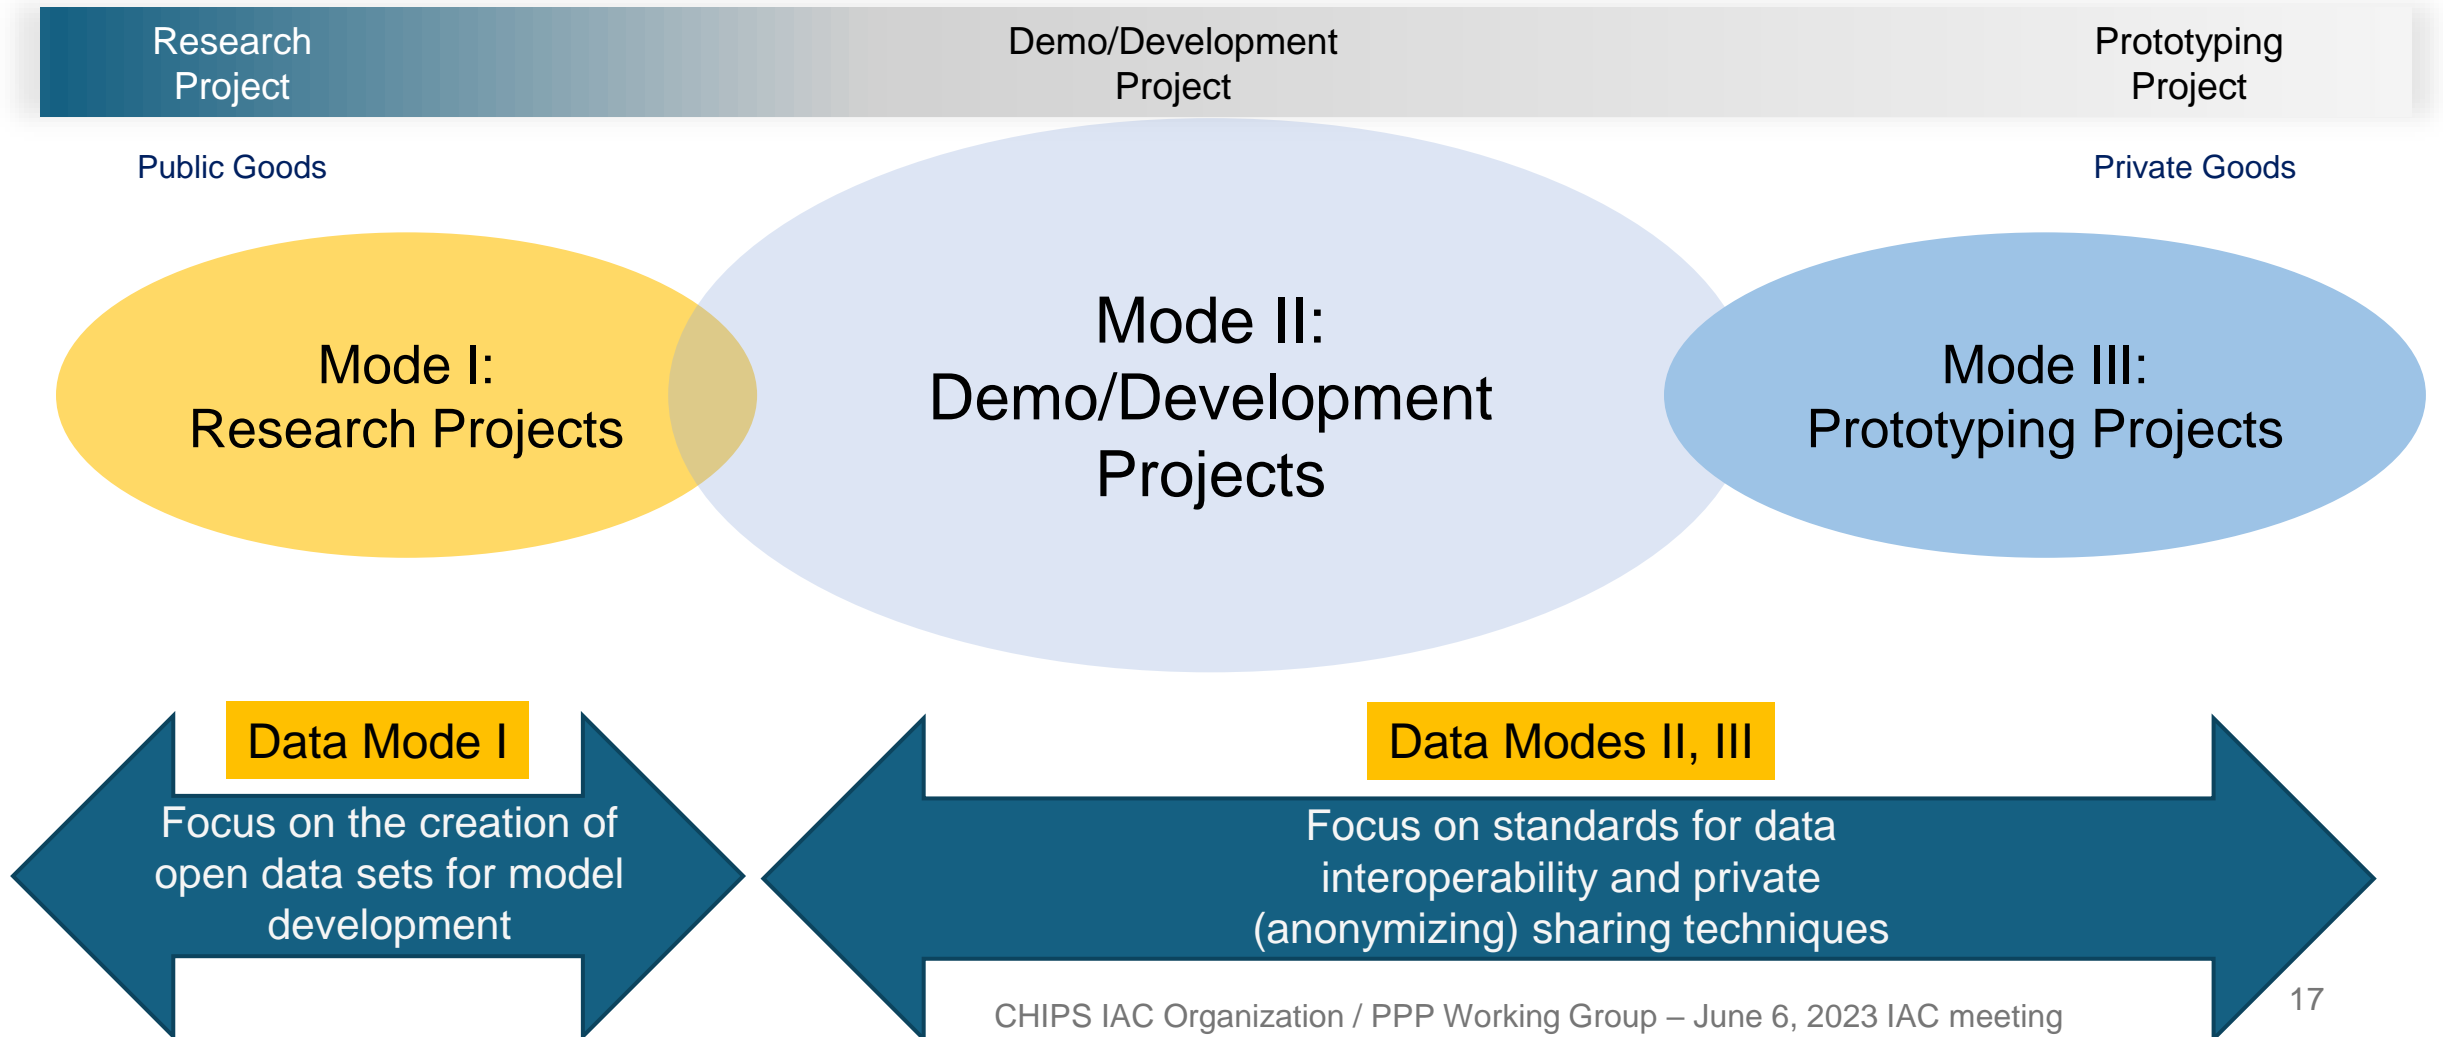 Research
Project
Demo/Development
Project
Prototyping
Project
Public Goods
Private Goods
Mode I:
Research Projects
Mode II:
Demo/Development
Projects
Mode III:
Prototyping Projects
Data Mode I
Focus on the creation of
open data sets for model
development
Data Modes II, III
Focus on standards for data
interoperability and private
(anonymizing) sharing techniques
CHIPS IAC Organization / PPP Working Group – June 6, 2023 IAC meeting
17